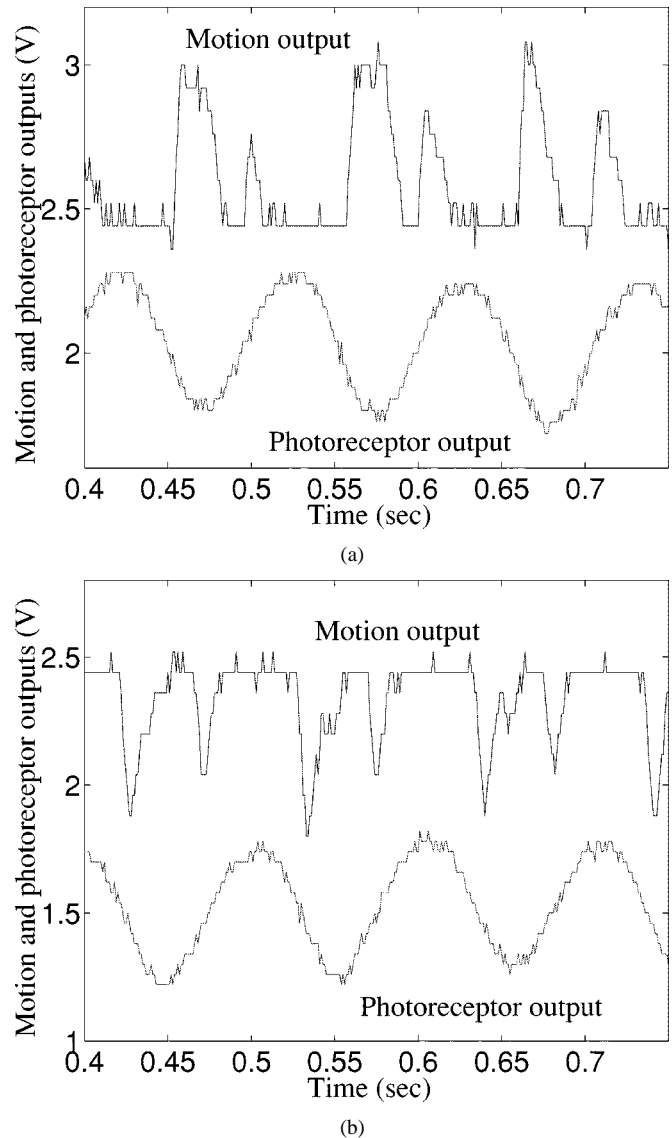 Motion and photoreceptor outputs (V)
Motion output
3
2.5
2
Photoreceptor output
0.4 0.45 0.5 0.55 0.6 0.65 0.7
Time (sec)
(a)
Motion and photoreceptor outputs (V)
Motion output
2.5
2
1.5
Photoreceptor output
1
0.4 0.45 0.5 0.55 0.6 0.65 0.7
Time (sec)
(b)